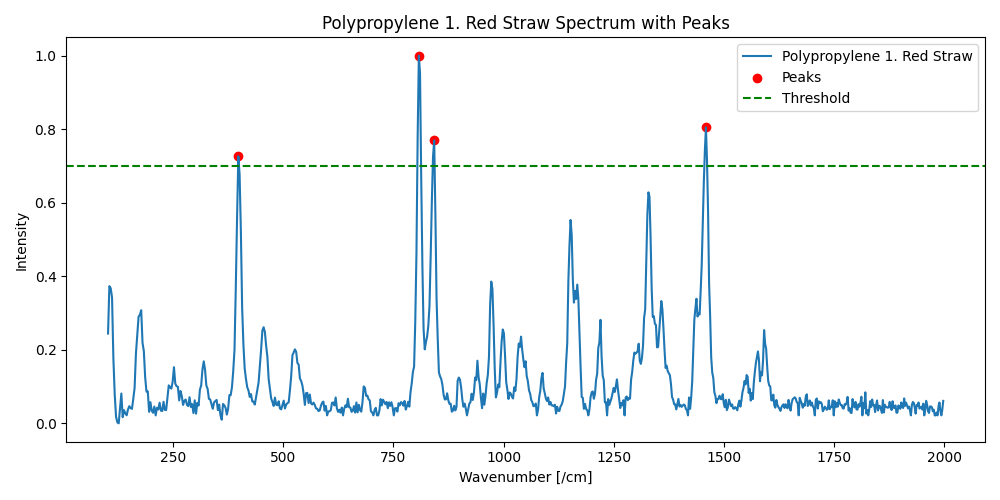 Polypropylene 1. Red Straw Spectrum with Peaks
Polypropylene 1. Red Straw
Peaks
Threshold
Intensity
1.0
0.8
0.6
0.4
0.2
0.0
250 500 750 1000 1250 1500 1750 2000
Wavenumber [/cm]